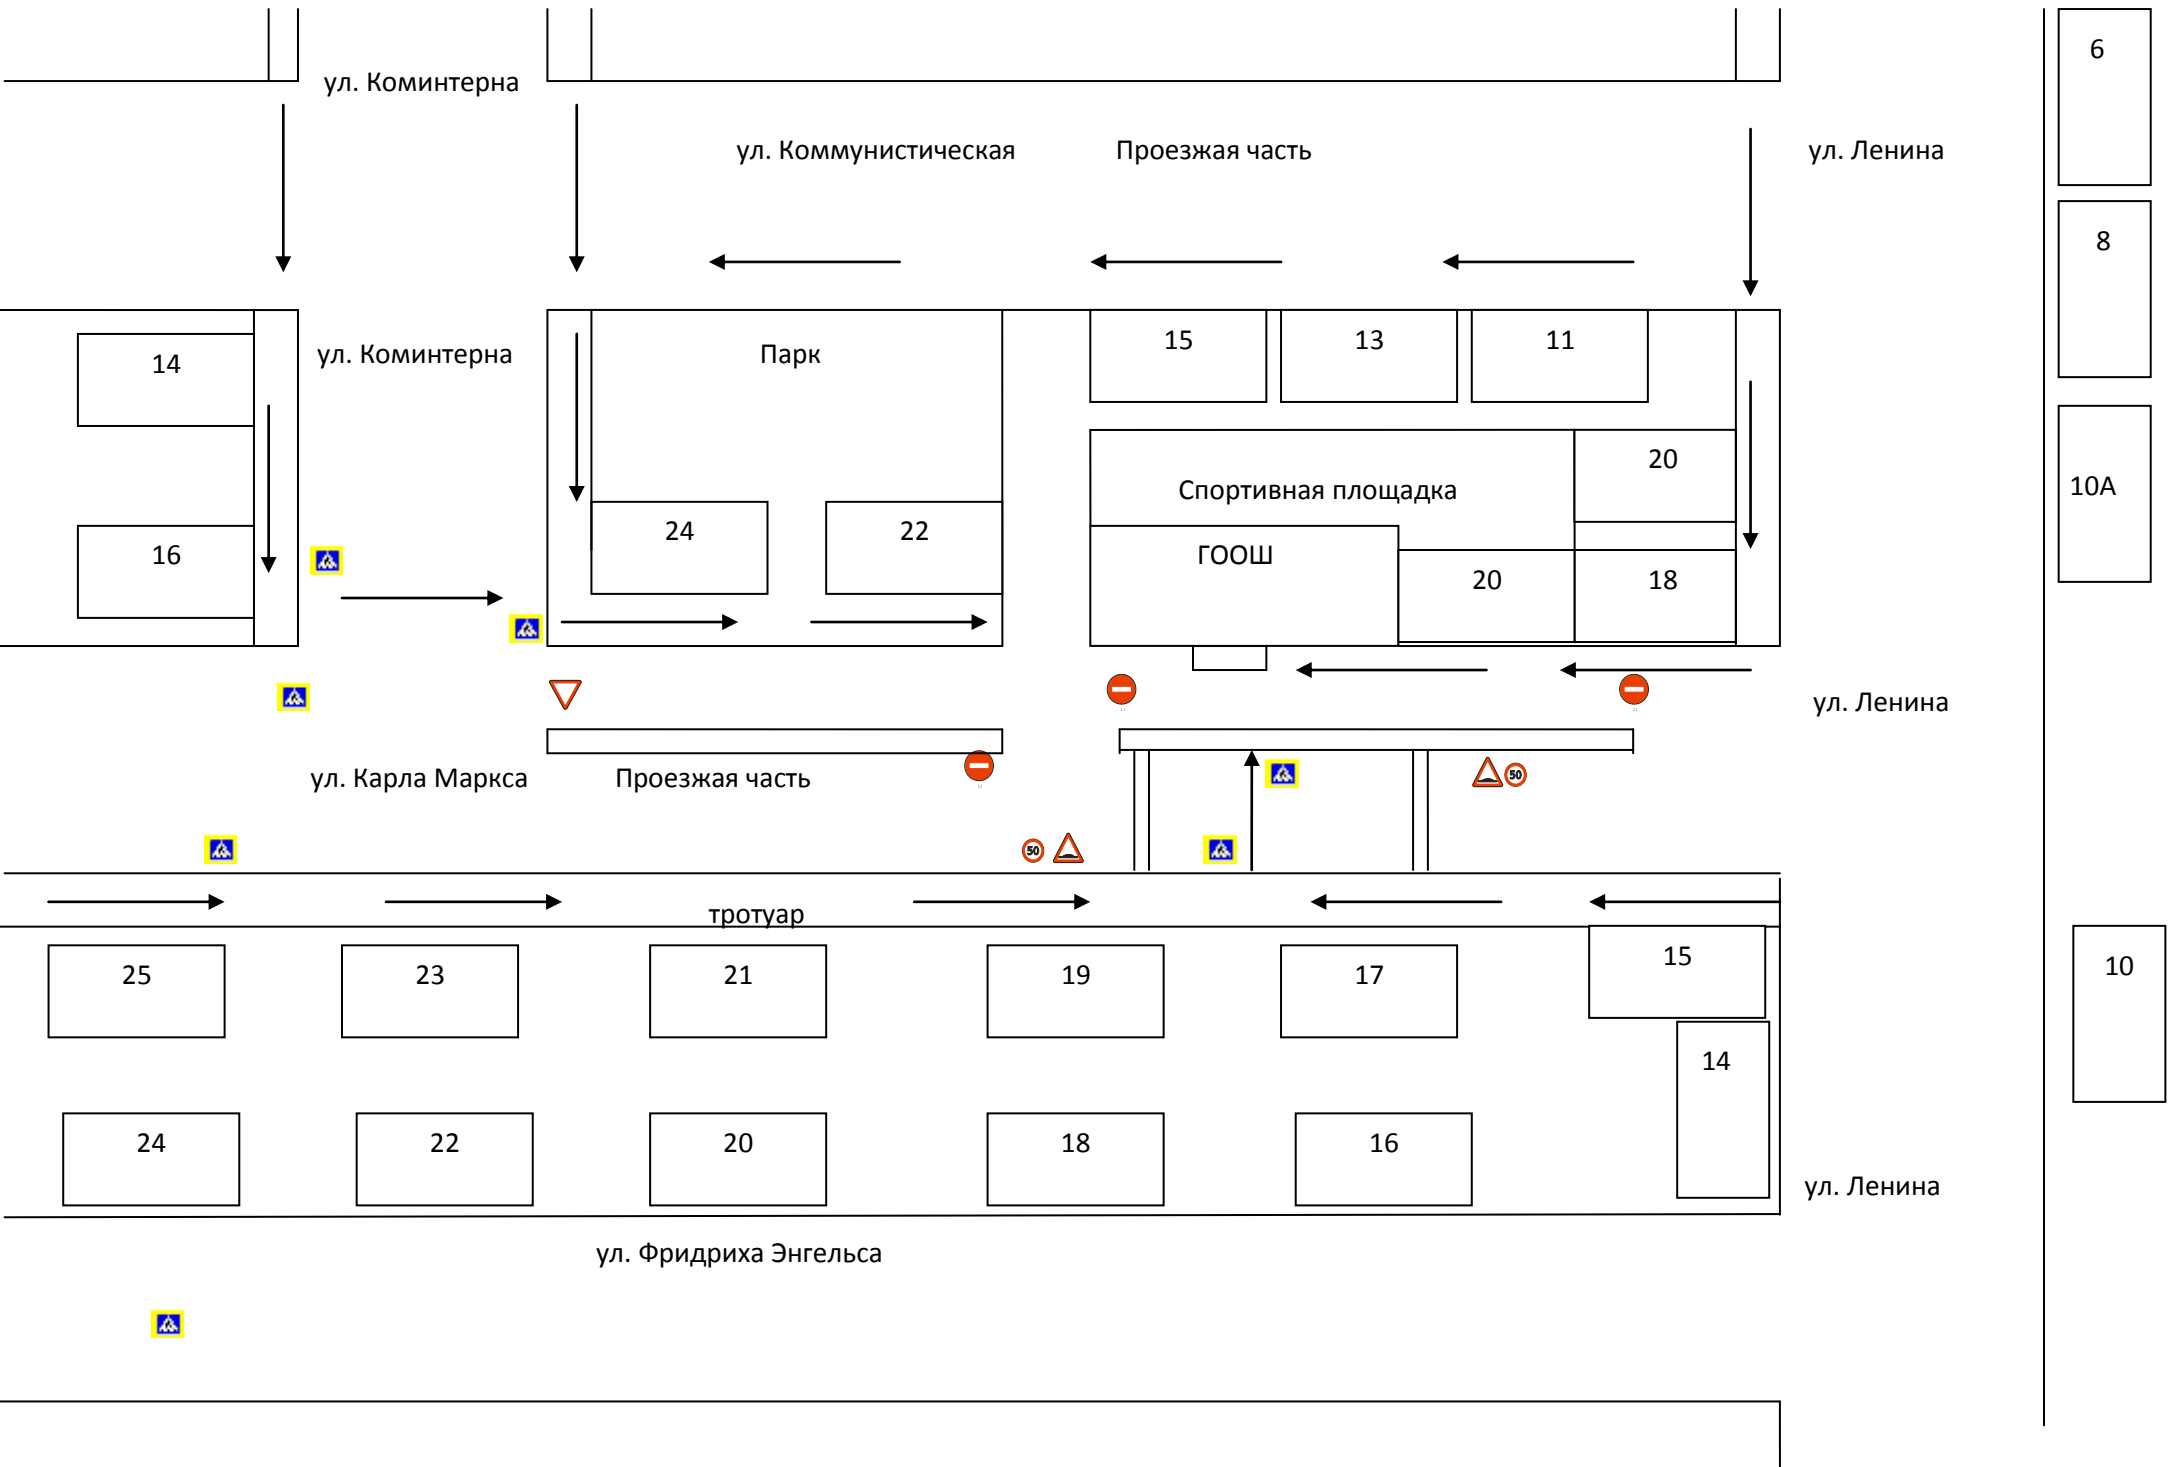 6
ул. Коминтерна
ул. Коммунистическая Проезжая часть ул. Ленина
8
15 13 11
14 ул. Коминтерна Парк
20
Спортивная площадка 10А
24 22
16 ГООШ
20 18
ул. Ленина
ул. Карла Маркса Проезжая часть
50
50
тротуар
25 23 21 19 17 15 10
14
24 22 20 18 16
ул. Ленина
ул. Фридриха Энгельса